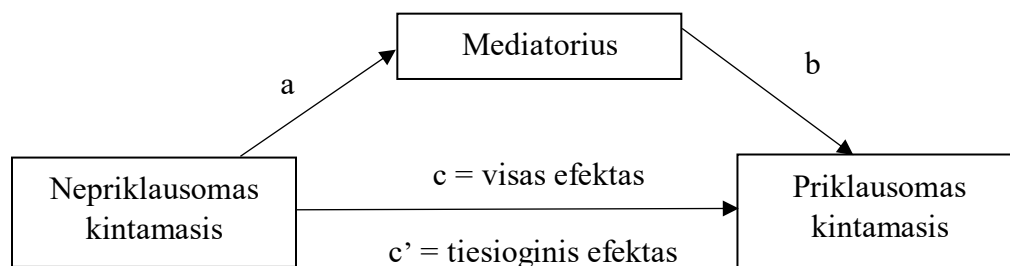 Mediatorius
a
b
Nepriklausomas
kintamasis
c = visas efektas
c’ = tiesioginis efektas
Priklausomas
kintamasis